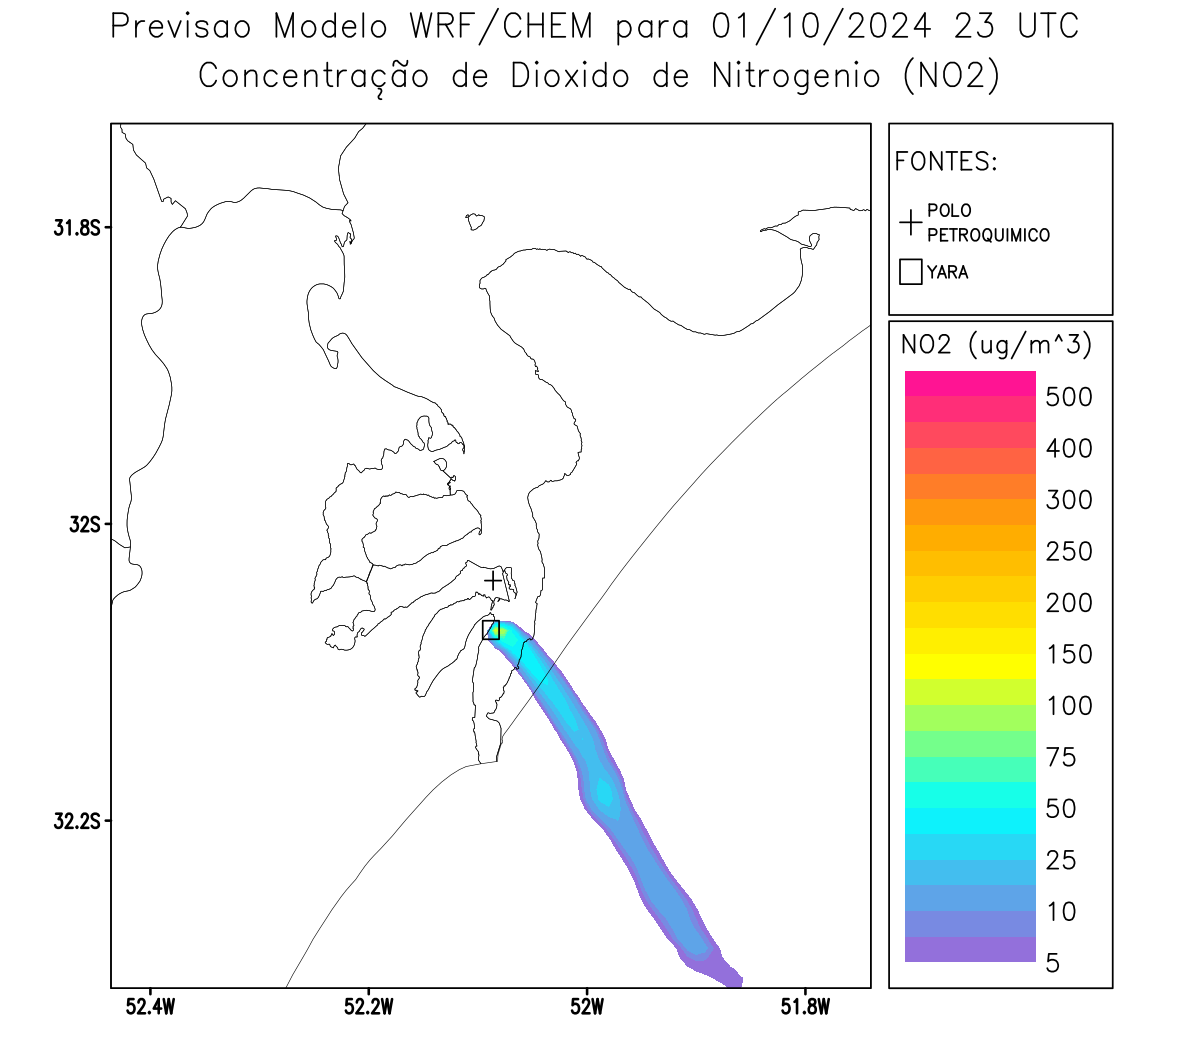 Previsao Modelo WRF/CHEM para 01/10/2024 23 UTC
Concentração de Dioxido de Nitrogenio (NO2)
FONTES:
POLO
PETROQUIMICO
YARA
NO2 (ug/m^3)
500
400
300
250
200
150
100
75
50
25
10
5
31.8S
32S
32.2S
52.4W
52.2W
52W
51.8W